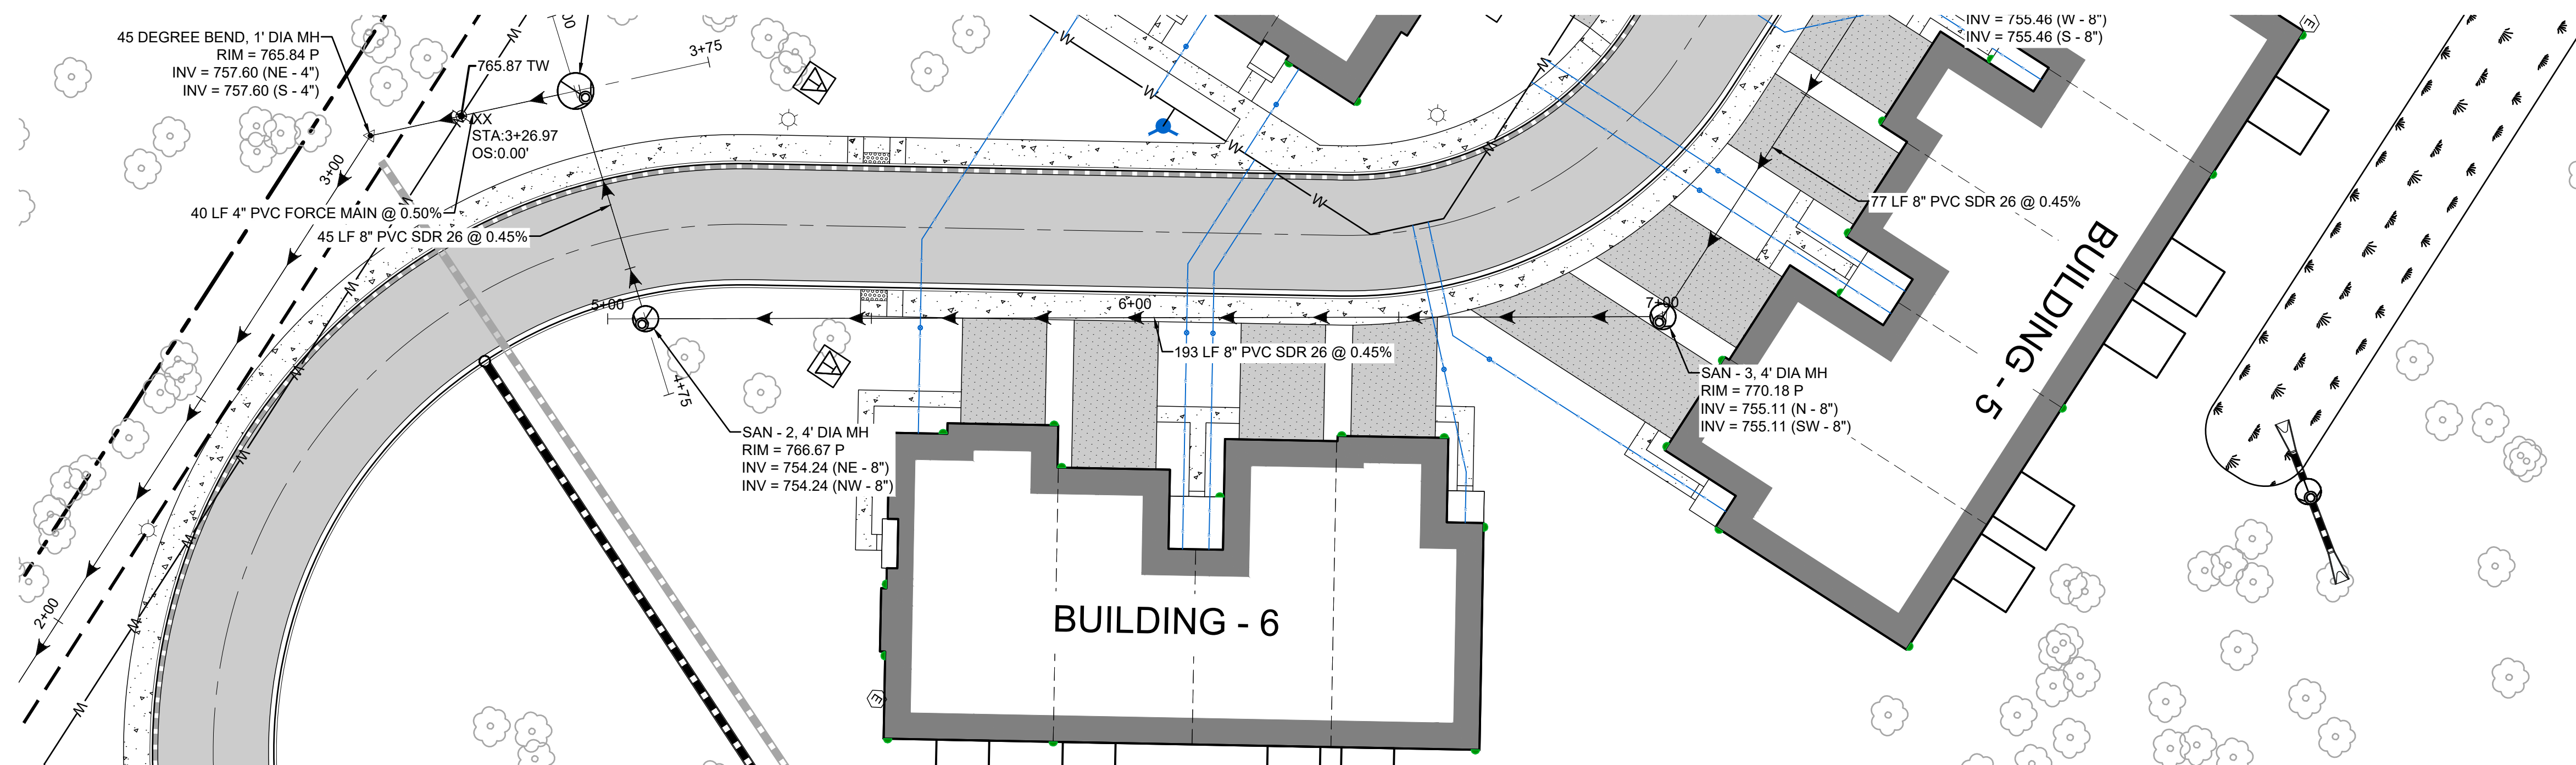 45 DEGREE BEND, 1' DIA MH
RIM = 765.84 P
INV = 757.60 (NE - 4")
INV = 757.60 (S - 4")
765.87 TW
XX
STA:3+26.97
OS:0.00'
3+75
3+00
40 LF 4" PVC FORCE MAIN @ 0.50%
45 LF 8" PVC SDR 26 @ 0.45%
INV = 755.46 (W - 8")
INV = 755.46 (S - 8")
77 LF 8" PVC SDR 26 @ 0.45%
5+00
6+00
7+00
193 LF 8" PVC SDR 26 @ 0.45%
4+75
SAN - 3, 4' DIA MH
RIM = 770.18 P
INV = 755.11 (N - 8")
INV = 755.11 (SW - 8")
SAN - 2, 4' DIA MH
RIM = 766.67 P
INV = 754.24 (NE - 8")
INV = 754.24 (NW - 8")
BUILDING - 5
BUILDING - 6
2+00
W
W
W
W
W
W
W
W
W
W
W
W
W
W
E
E